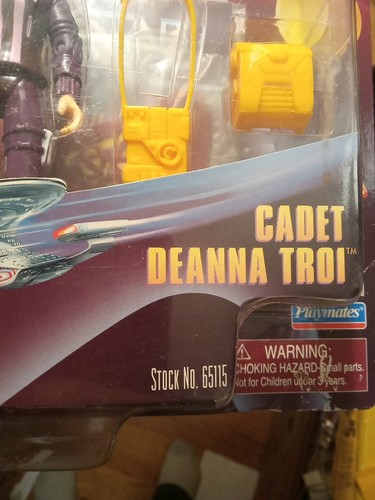 CADET
DEANNA TROI™
Playmates®
WARNING:
CHOKING HAZARD-Small parts.
Not for Children under 3 years.
STOCK NO. 65115